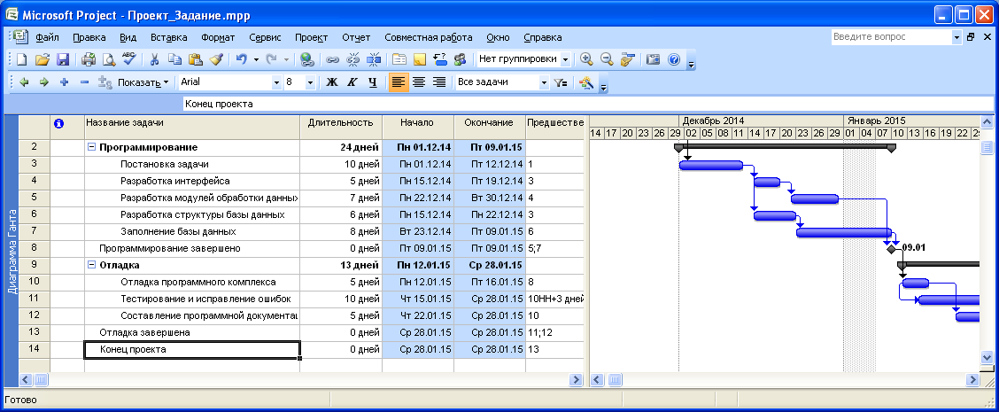 Microsoft Project - Проект_Задание.mpp
Файл Правка Вид Вставка Формат Сервис Проект Отчет Совместная работа Окно Справка Введите вопрос
Нет группировки
Показать Arial 8 Ж К Ч Все задачи
Конец проекта
Название задачи Длительность Начало Окончание Предшестве Декабрь 2014 Январь 2015
14 17 20 23 26 29 02 05 08 11 14 17 20 23 26 29 01 04 07 10 13 16 19 22
2 Программирование 24 дней Пн 01.12.14 Пт 09.01.15
3 Постановка задачи 10 дней Пн 01.12.14 Пт 12.12.14 1
4 Разработка интерфейса 5 дней Пн 15.12.14 Пт 19.12.14 3
5 Разработка модулей обработки данных 7 дней Пн 22.12.14 Вт 30.12.14 4
6 Разработка структуры базы данных 6 дней Пн 15.12.14 Пн 22.12.14 3
7 Заполнение базы данных 8 дней Вт 23.12.14 Пт 09.01.15 6
8 Программирование завершено 0 дней Пт 09.01.15 Пт 09.01.15 5;7 09.01
9 Отладка 13 дней Пн 12.01.15 Ср 28.01.15
10 Отладка программного комплекса 5 дней Пн 12.01.15 Пт 16.01.15 8
11 Тестирование и исправление ошибок 10 дней Чт 15.01.15 Ср 28.01.15 10НН+3 дней
12 Составление программной документац 5 дней Чт 22.01.15 Ср 28.01.15 10
13 Отладка завершена 0 дней Ср 28.01.15 Ср 28.01.15 11;12
14 Конец проекта 0 дней Ср 28.01.15 Ср 28.01.15 13
Диаграмма Ганта
Готово